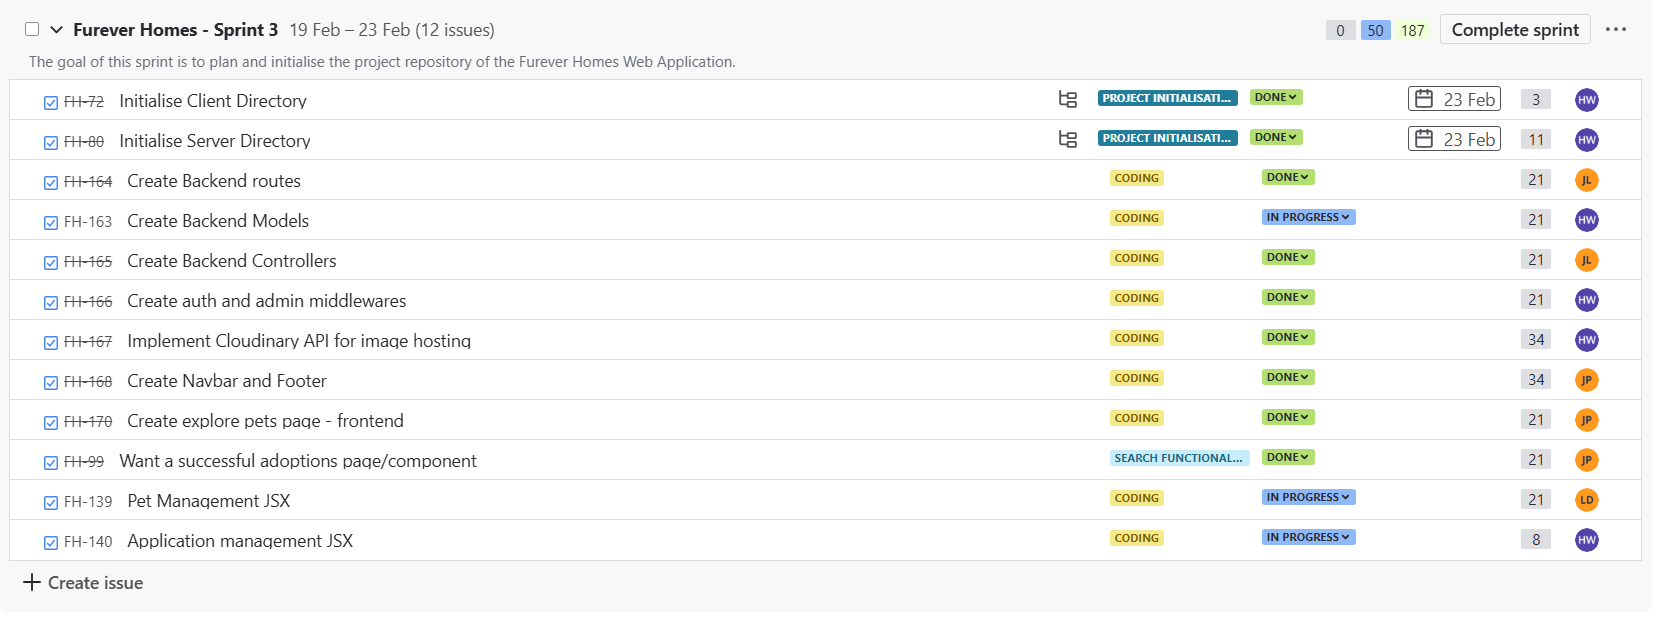 Furever Homes - Sprint 3 19 Feb – 23 Feb (12 issues) 0 50 187 Complete sprint
The goal of this sprint is to plan and initialise the project repository of the Furever Homes Web Application.
FH-72 Initialise Client Directory PROJECT INITIALISATI... DONE 23 Feb 3 HW
FH-80 Initialise Server Directory PROJECT INITIALISATI... DONE 23 Feb 11 HW
FH-164 Create Backend routes CODING DONE 21 JL
FH-163 Create Backend Models CODING IN PROGRESS 21 HW
FH-165 Create Backend Controllers CODING DONE 21 JL
FH-166 Create auth and admin middlewares CODING DONE 21 HW
FH-167 Implement Cloudinary API for image hosting CODING DONE 34 HW
FH-168 Create Navbar and Footer CODING DONE 34 JP
FH-170 Create explore pets page - frontend CODING DONE 21 JP
FH-99 Want a successful adoptions page/component SEARCH FUNCTIONAL... DONE 21 JP
FH-139 Pet Management JSX CODING IN PROGRESS 21 LD
FH-140 Application management JSX CODING IN PROGRESS 8 HW
Create issue